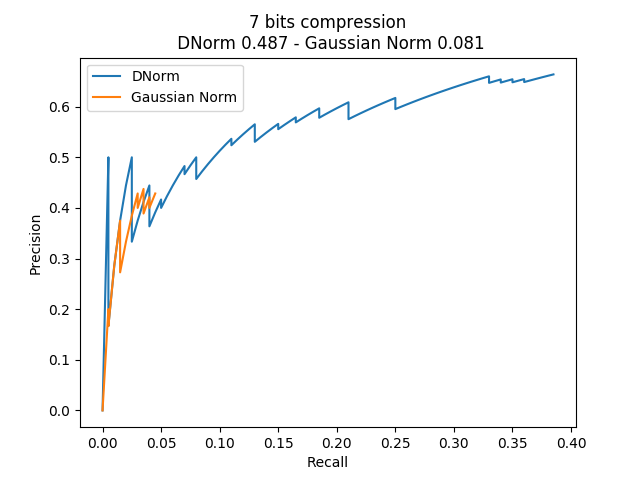 7 bits compression
DNorm 0.487 - Gaussian Norm 0.081
DNorm
Gaussian Norm
0.6
0.5
0.4
0.3
0.2
0.1
0.0
Precision
0.00 0.05 0.10 0.15 0.20 0.25 0.30 0.35 0.40
Recall